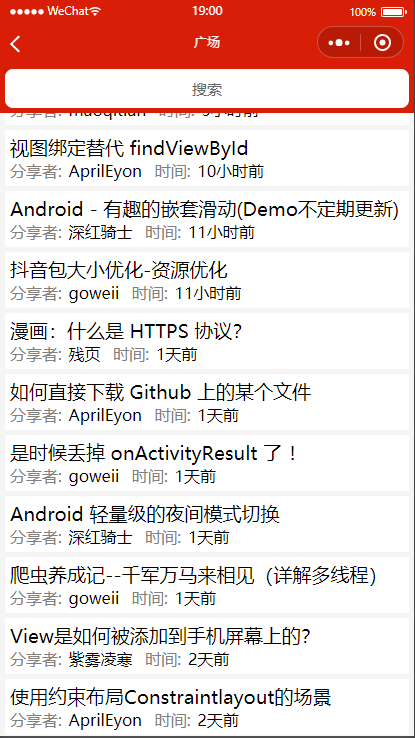 WeChat
19:00
100%
广场
搜索
视图绑定替代 findViewById
分享者: AprilEyon 时间: 10小时前
Android - 有趣的嵌套滑动(Demo不定期更新)
分享者: 深红骑士 时间: 11小时前
抖音包大小优化-资源优化
分享者: goweii 时间: 11小时前
漫画：什么是 HTTPS 协议？
分享者: 残页 时间: 1天前
如何直接下载 Github 上的某个文件
分享者: AprilEyon 时间: 1天前
是时候丢掉 onActivityResult 了！
分享者: goweii 时间: 1天前
Android 轻量级的夜间模式切换
分享者: 深红骑士 时间: 1天前
爬虫养成记--千军万马来相见（详解多线程）
分享者: goweii 时间: 1天前
View是如何被添加到手机屏幕上的？
分享者: 紫雾凌寒 时间: 2天前
使用约束布局Constraintlayout的场景
分享者: AprilEyon 时间: 2天前